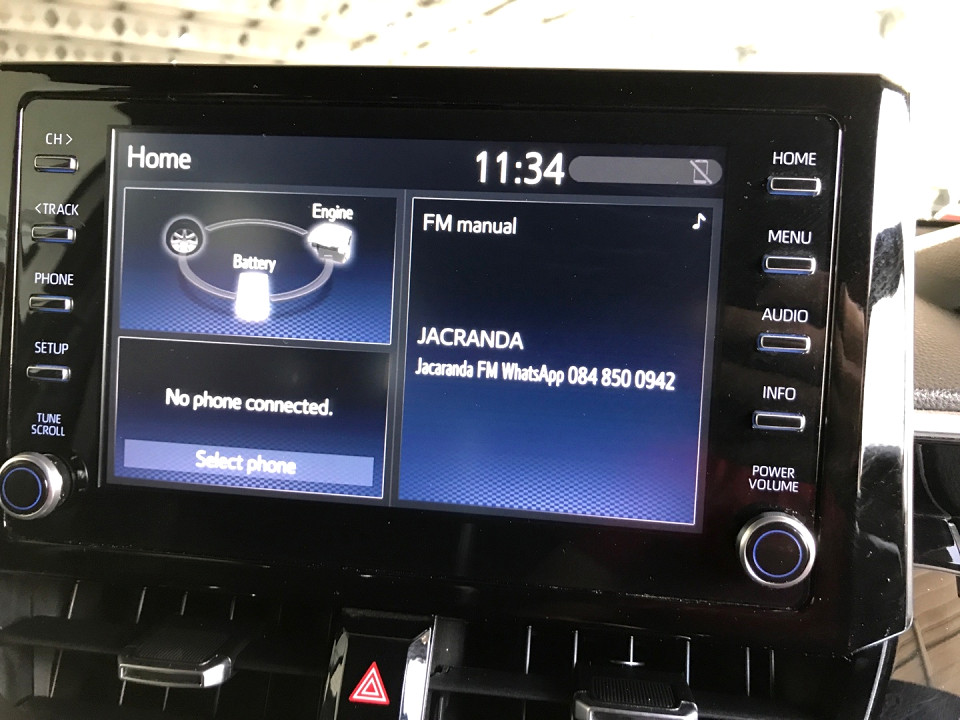 CH >
< TRACK
PHONE
SETUP
TUNE
SCROLL
Home
11:34
Engine
Battery
No phone connected.
Select phone
FM manual
JACRANDA
Jacaranda FM WhatsApp 084 850 0942
HOME
MENU
AUDIO
INFO
POWER
VOLUME